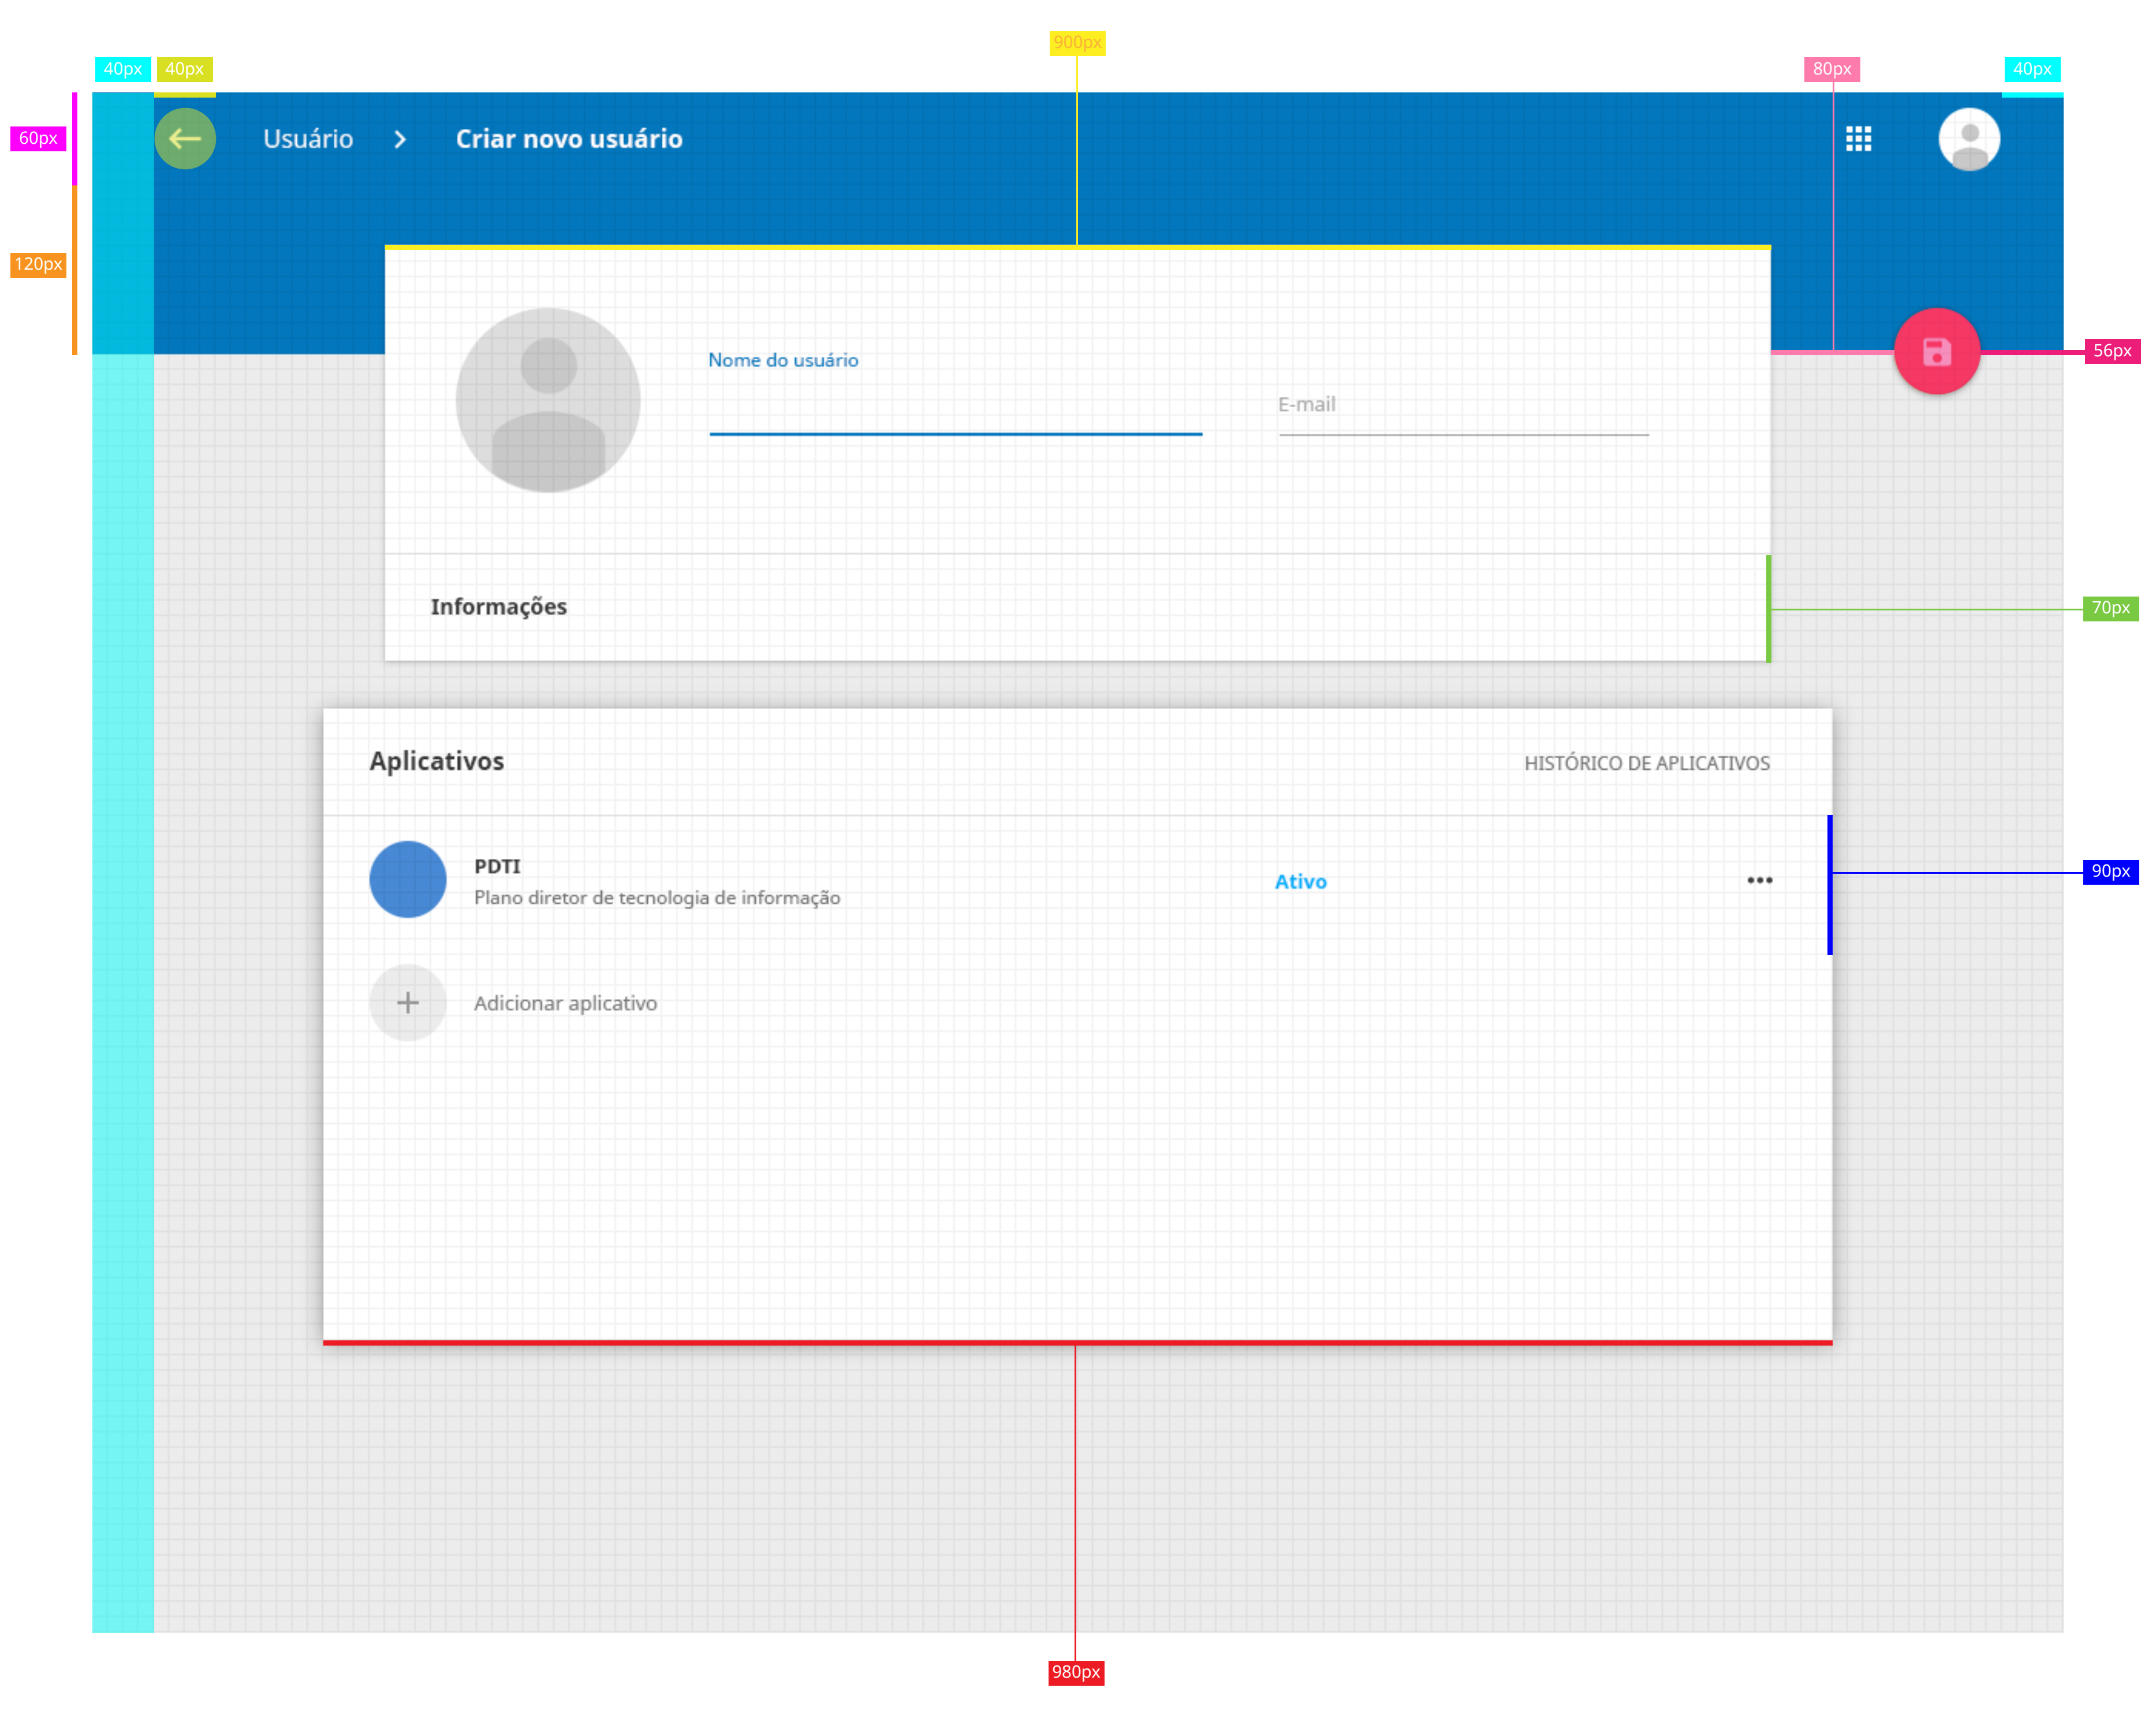 900px
40px 40px 80px 40px
60px
Usuário Criar novo usuário
120px
56px
Nome do usuário
E-mail
Informações
70px
Aplicativos HISTÓRICO DE APLICATIVOS
PDTI
Plano diretor de tecnologia de informação
Ativo
90px
Adicionar aplicativo
980px